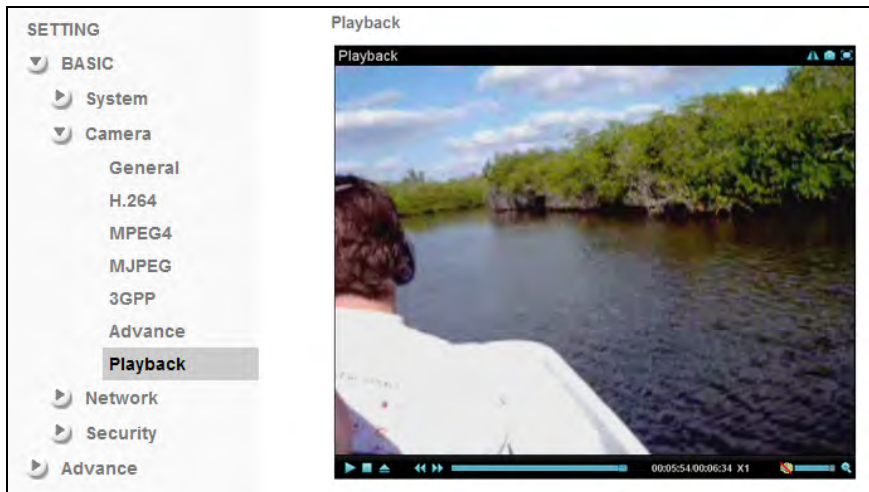 SETTING
BASIC
System
Camera
General
H.264
MPEG4
MJPEG
3GPP
Advance
Playback
Network
Security
Advance
Playback
Playback
00:05:54/00:06:34 X1